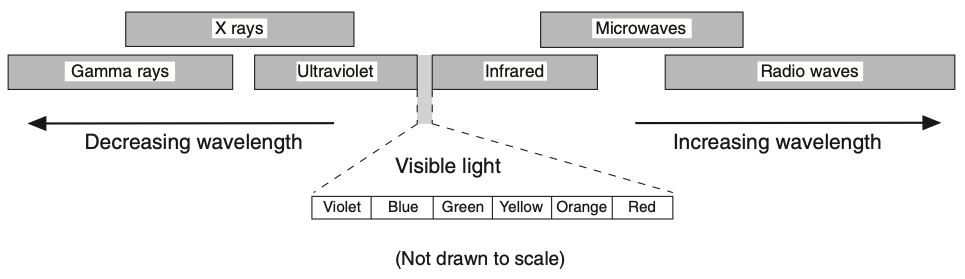 X rays
Microwaves
Gamma rays
Ultraviolet
Infrared
Radio waves
Decreasing wavelength
Increasing wavelength
Visible light
Violet Blue Green Yellow Orange Red
(Not drawn to scale)